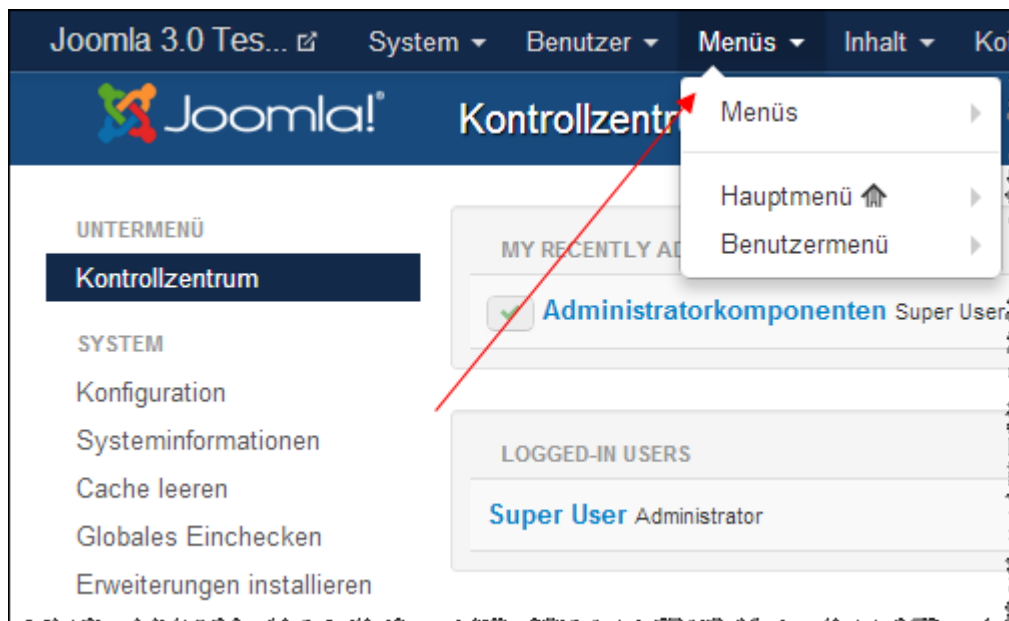 Joomla 3.0 Tes... System Benutzer Menüs Inhalt
Joomla!® Kontrollzentr
Menüs
Hauptmenü
Benutzermenü
UNTERMENÜ
Kontrollzentrum
SYSTEM
Konfiguration
Systeminformationen
Cache leeren
Globales Einchecken
Erweiterungen installieren
MY RECENTLY AD
Administratorkomponenten Super User
LOGGED-IN USERS
Super User Administrator